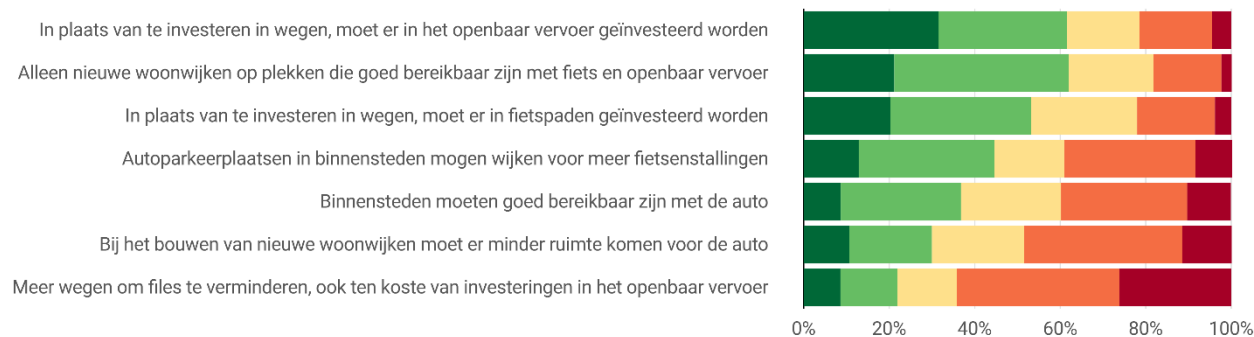 In plaats van te investeren in wegen, moet er in het openbaar vervoer geïnvesteerd worden
Alleen nieuwe woonwijken op plekken die goed bereikbaar zijn met fiets en openbaar vervoer
In plaats van te investeren in wegen, moet er in fietspaden geïnvesteerd worden
Autoparkeerplaatsen in binnensteden mogen wijken voor meer fietsenstallingen
Binnensteden moeten goed bereikbaar zijn met de auto
Bij het bouwen van nieuwe woonwijken moet er minder ruimte komen voor de auto
Meer wegen om files te verminderen, ook ten koste van investeringen in het openbaar vervoer
0% 20% 40% 60% 80% 100%